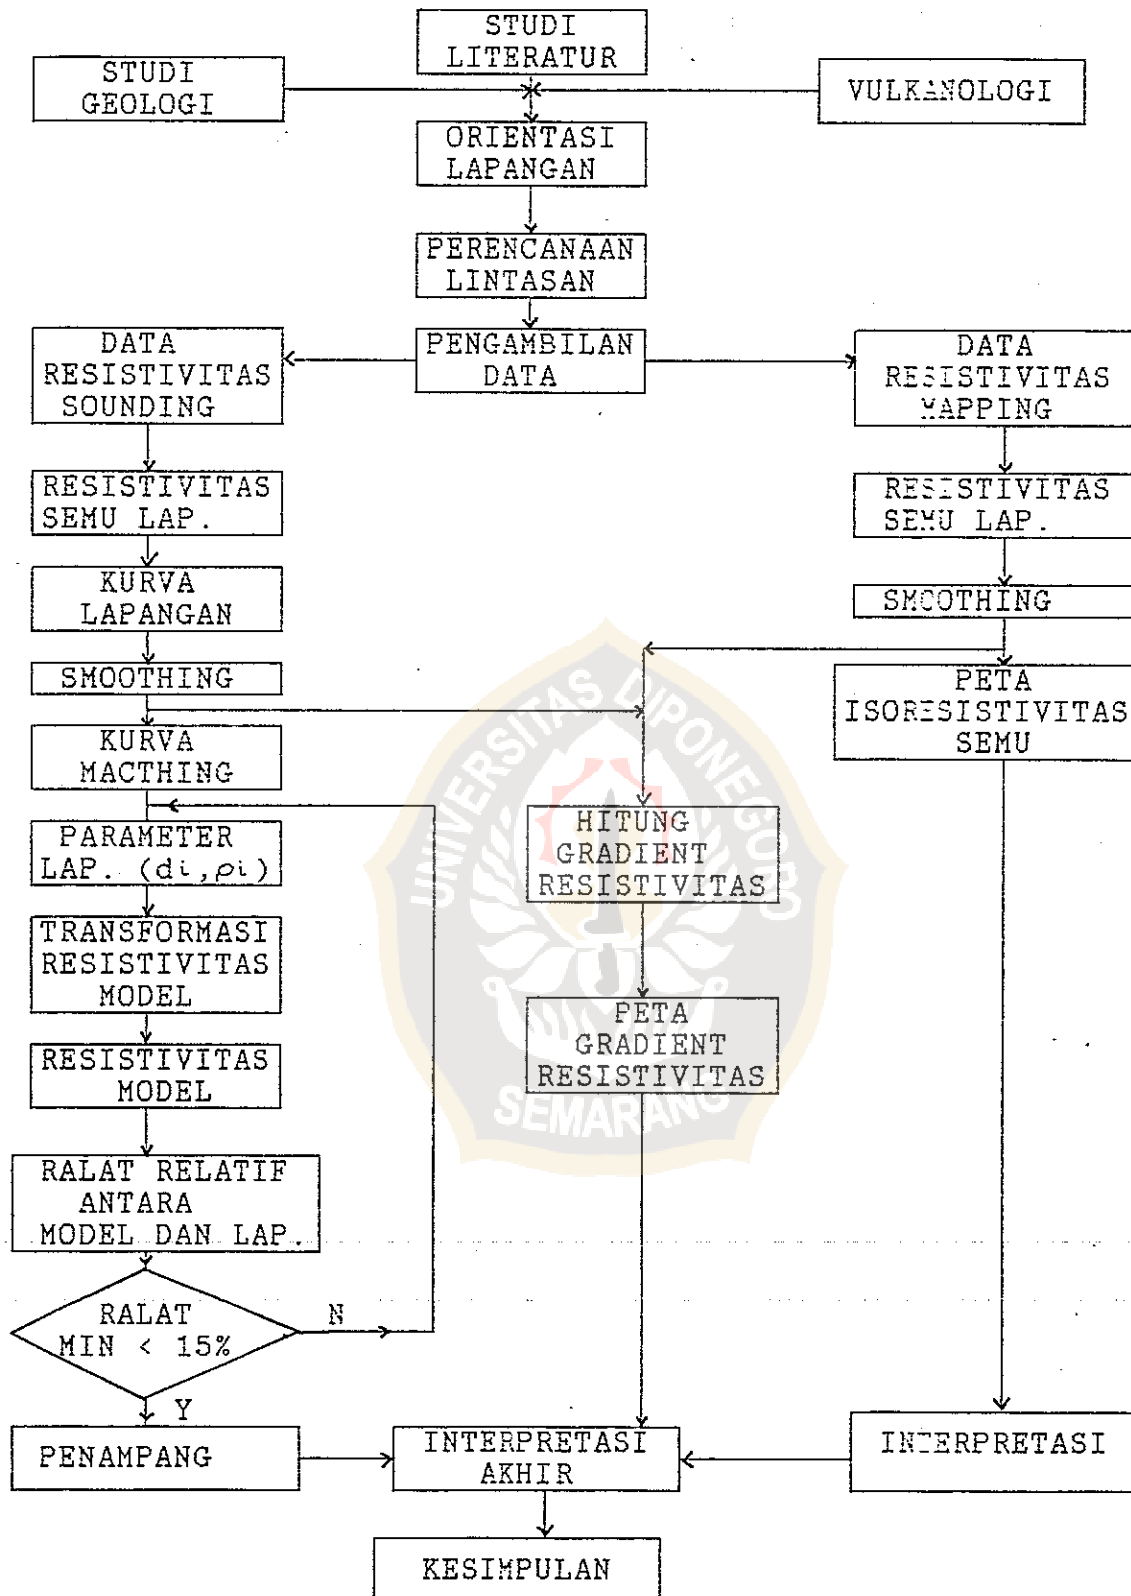 STUDI
LITERATUR
STUDI
GEOLOGI
VULKANOLOGI
ORIENTASI
LAPANGAN
PERENCANAAN
LINTASAN
PENGAMBILAN
DATA
DATA
RESISTIVITAS
SOUNDING
DATA
RESISTIVITAS
MAPPING
RESISTIVITAS
SEMU LAP.
RESISTIVITAS
SEMU LAP.
KURVA
LAPANGAN
SMOOTHING
SMOOTHING
PETA
ISORESISTIVITAS
SEMU
KURVA
MACTHING
PARAMETER
LAP. (di,ρi)
HITUNG
GRADIENT
RESISTIVITAS
TRANSFORMASI
RESISTIVITAS
MODEL
PETA
GRADIENT
RESISTIVITAS
RESISTIVITAS
MODEL
RALAT RELATIF
ANTARA
MODEL DAN LAP.
RALAT
MIN < 15%
N
Y
PENAMPANG
INTERPRETASI
AKHIR
INTERPRETASI
KESIMPULAN
UNIVERSITAS DIPONEGORO
SEMARANG